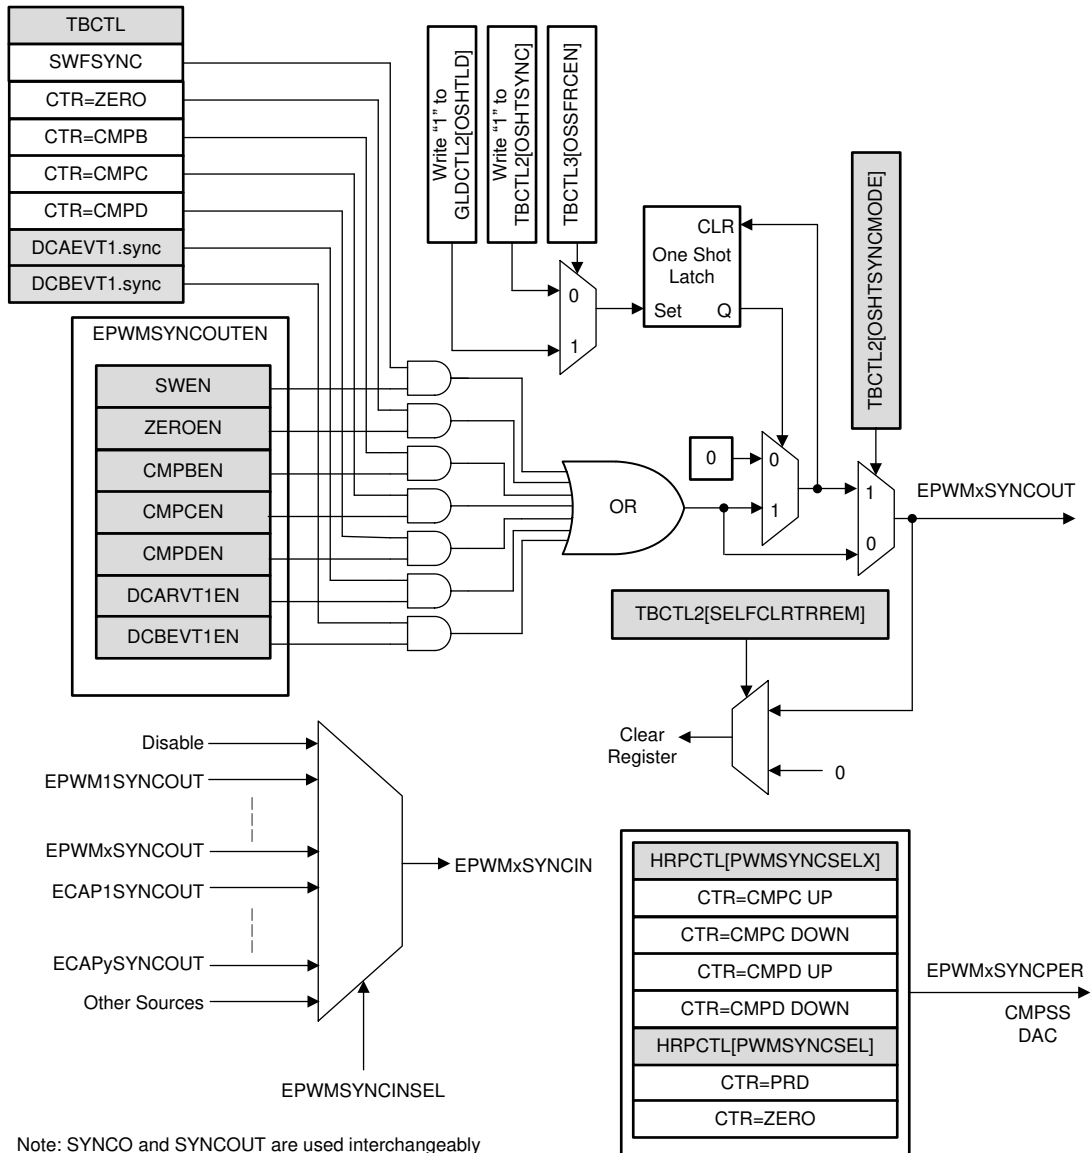 TBCTL
SWFSYNC
CTR=ZERO
CTR=CMPB
CTR=CMPC
CTR=CMPD
DCAEVT1.sync
DCBEVT1.sync
EPWMSYNCOUTEN
SWEN
ZEROEN
CMPBEN
CMPCEN
CMPDEN
DCARVT1EN
DCBEVT1EN
Write “1” to
GLDCTL2[OSHTLD]
Write “1” to
TBCTL2[OSHTSYNC]
TBCTL3[OSSFRCEN]
0
1
CLR
One Shot
Latch
Set Q
TBCTL2[OSHTSYNCMODE]
OR
0
0
1
1
0
EPWMxSYNCOUT
TBCTL2[SELFCLRTRREM]
Clear
Register
0
Disable
EPWM1SYNCOUT
EPWMxSYNCOUT
ECAP1SYNCOUT
ECAPySYNCOUT
Other Sources
EPWMxSYNCIN
EPWMSYNCINSEL
HRPCTL[PWMSYNCSELX]
CTR=CMPC UP
CTR=CMPC DOWN
CTR=CMPD UP
CTR=CMPD DOWN
HRPCTL[PWMSYNCSEL]
CTR=PRD
CTR=ZERO
EPWMxSYNCPER
CMPSS
DAC
Note: SYNCO and SYNCOUT are used interchangeably